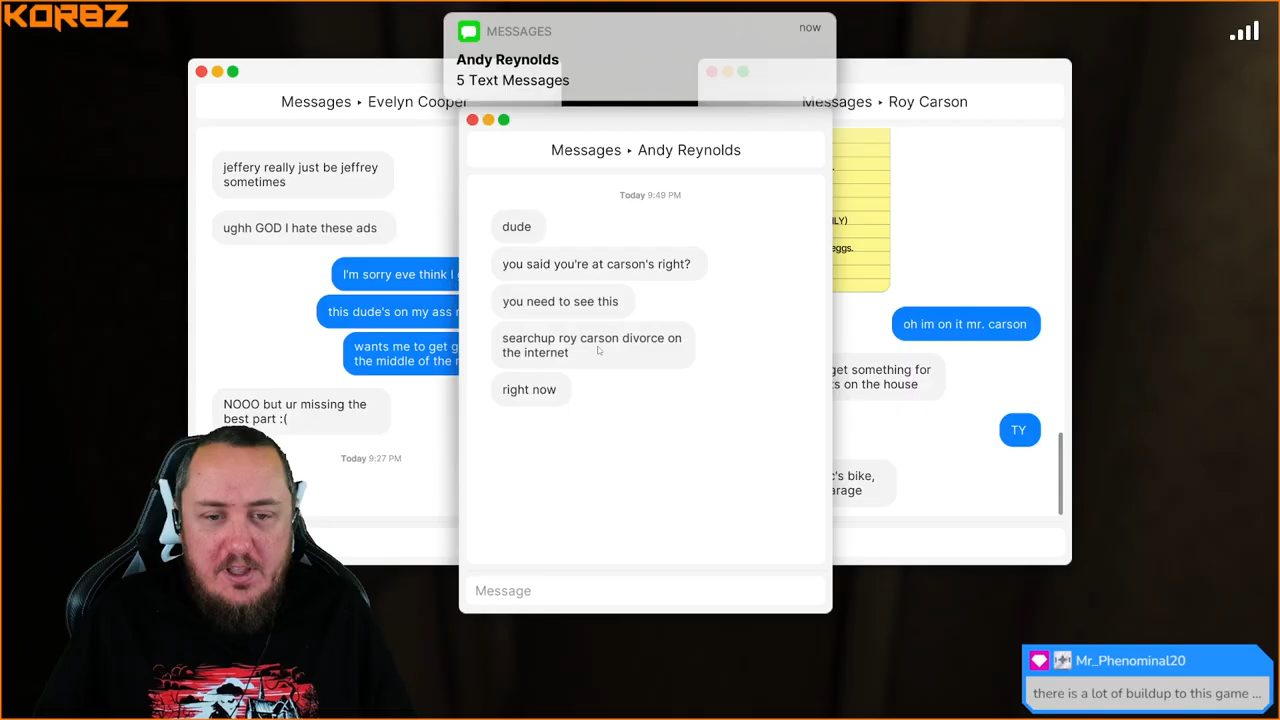 KORBZ
MESSAGES
now
Andy Reynolds
5 Text Messages
Messages ▸ Evelyn Cooper
jeffery really just be jeffrey
sometimes
ughh GOD I hate these ads
I'm sorry eve think I
this dude's on my ass
wants me to get
the middle of the
NOOO but ur missing the
best part :(
Today 9:27 PM
Messages ▸ Andy Reynolds
Today 9:49 PM
dude
you said you're at carson's right?
you need to see this
searchup roy carson divorce on
the internet
right now
Message
Messages ▸ Roy Carson
eggs.
oh im on it mr. carson
get something for
on the house
TY
bike,
Mr_Phenominal20
there is a lot of buildup to this game ...